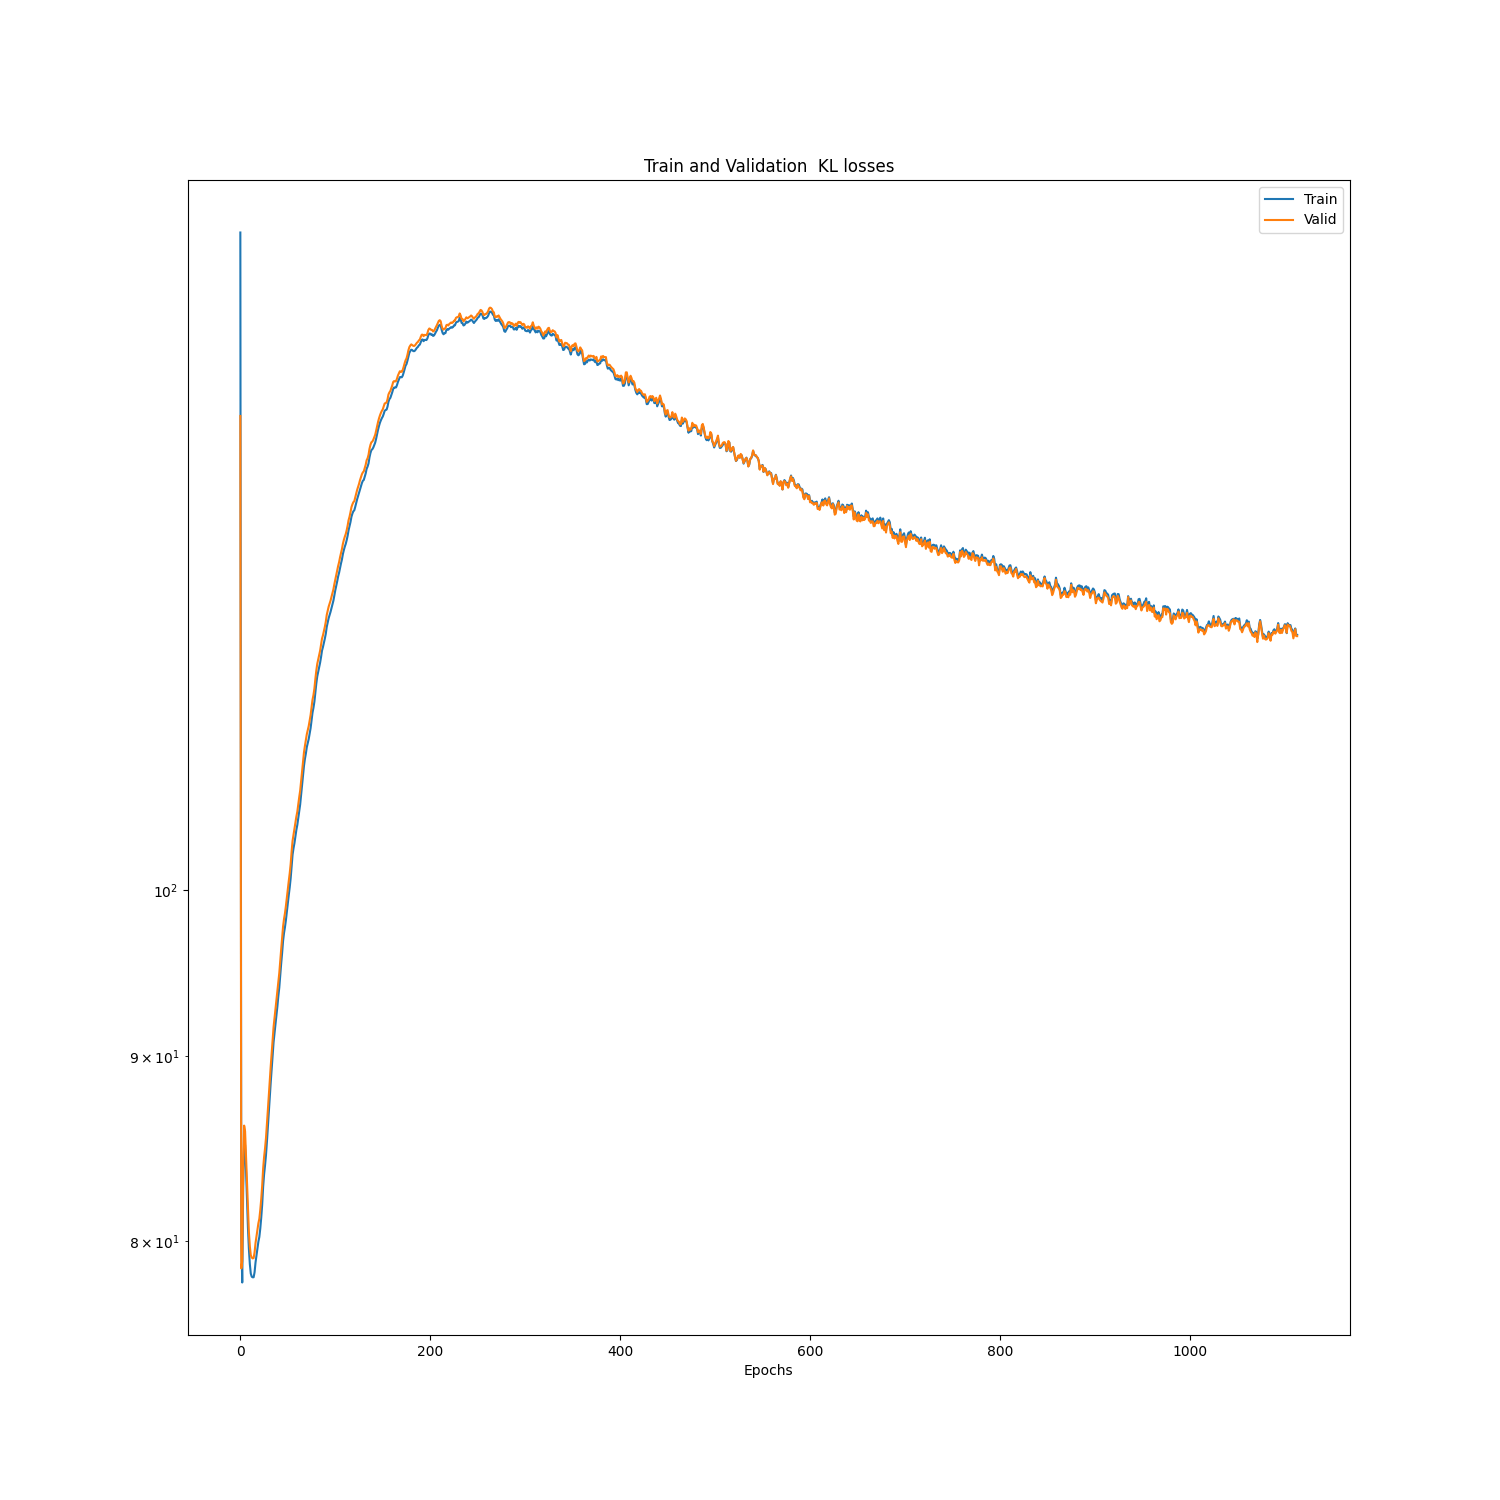 Train and Validation  KL losses
Train
Valid
10²
9 × 10¹
8 × 10¹
0 200 400 600 800 1000
Epochs